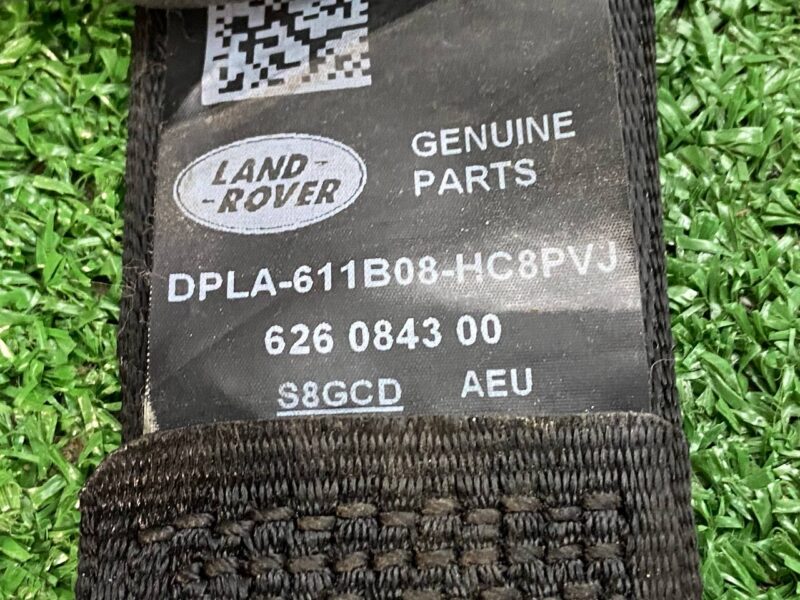 LAND-
-ROVER
GENUINE
PARTS
DPLA-611B08-HC8PVJ
626 0843 00
S8GCD AEU